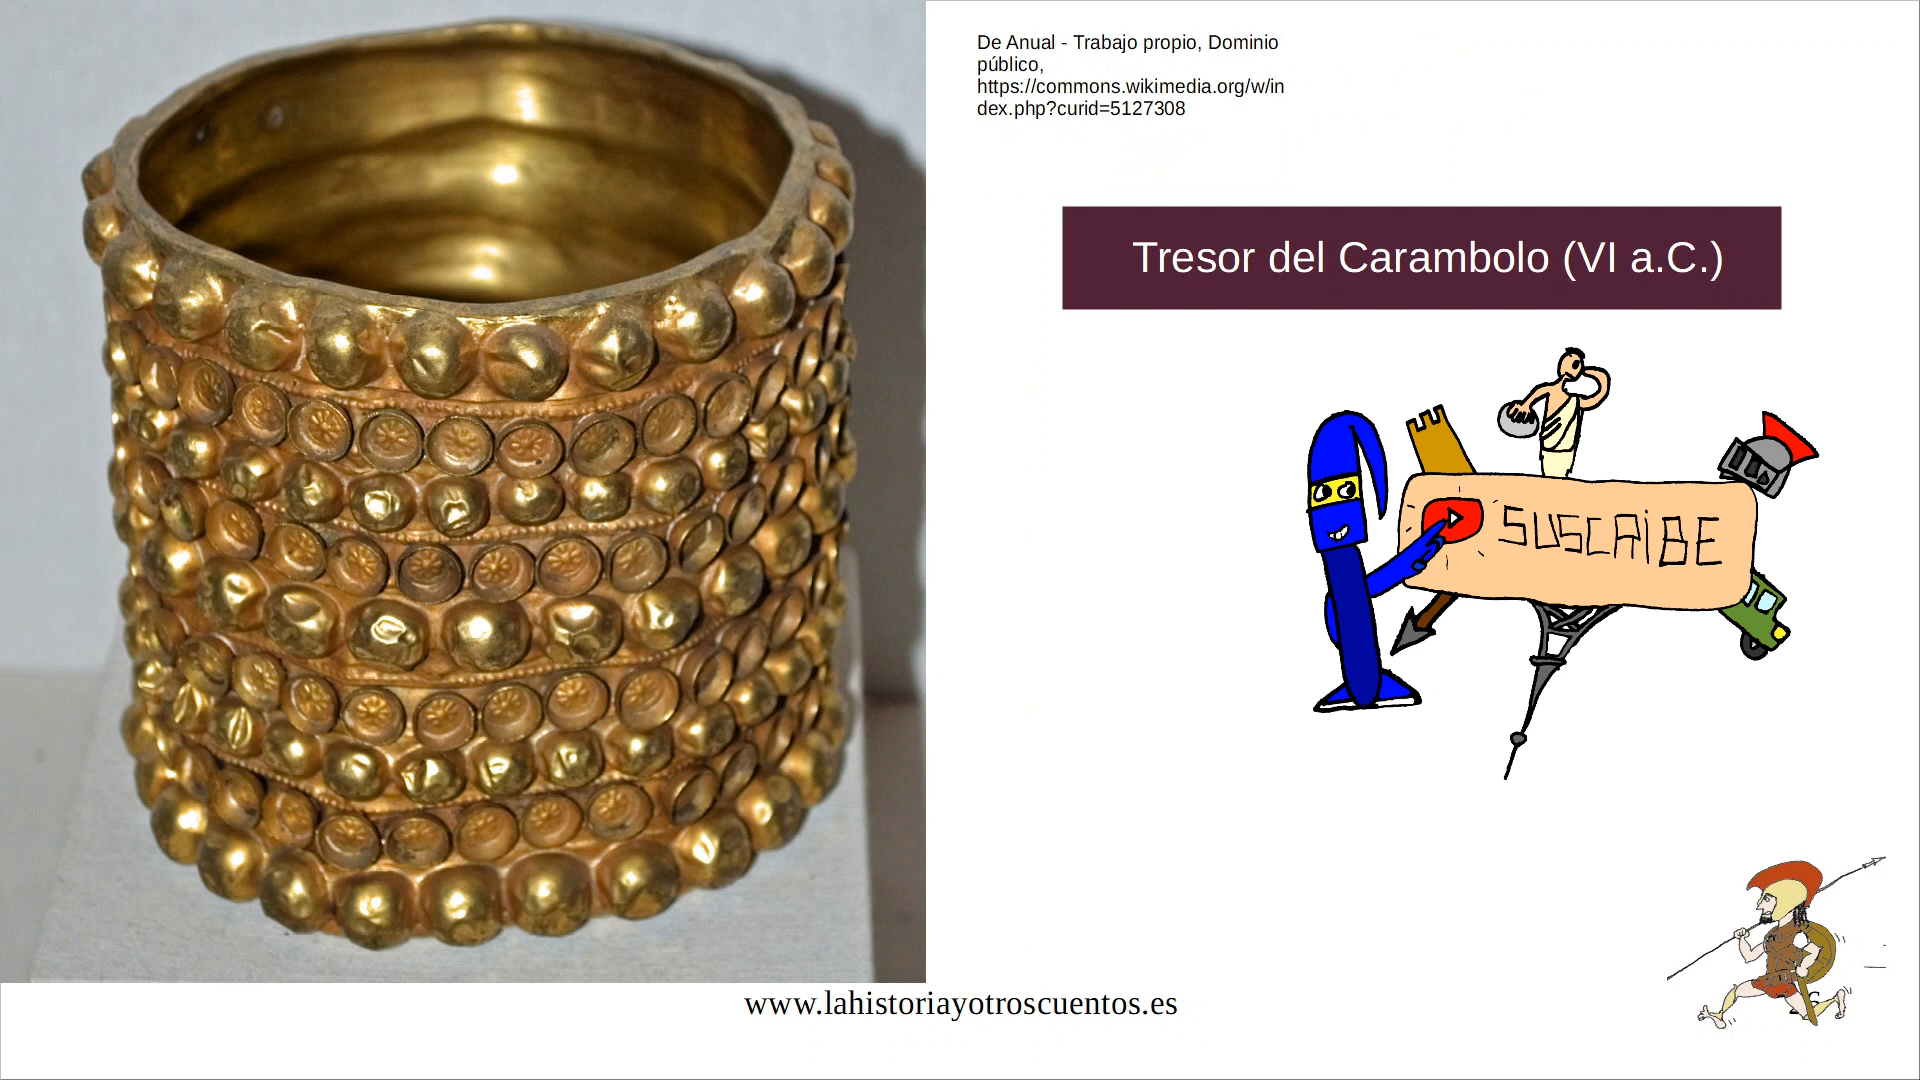 De Anual - Trabajo propio, Dominio
público,
https://commons.wikimedia.org/w/in
dex.php?curid=5127308
Tresor del Carambolo (VI a.C.)
SUSCRiBE
www.lahistoriayotroscuentos.es